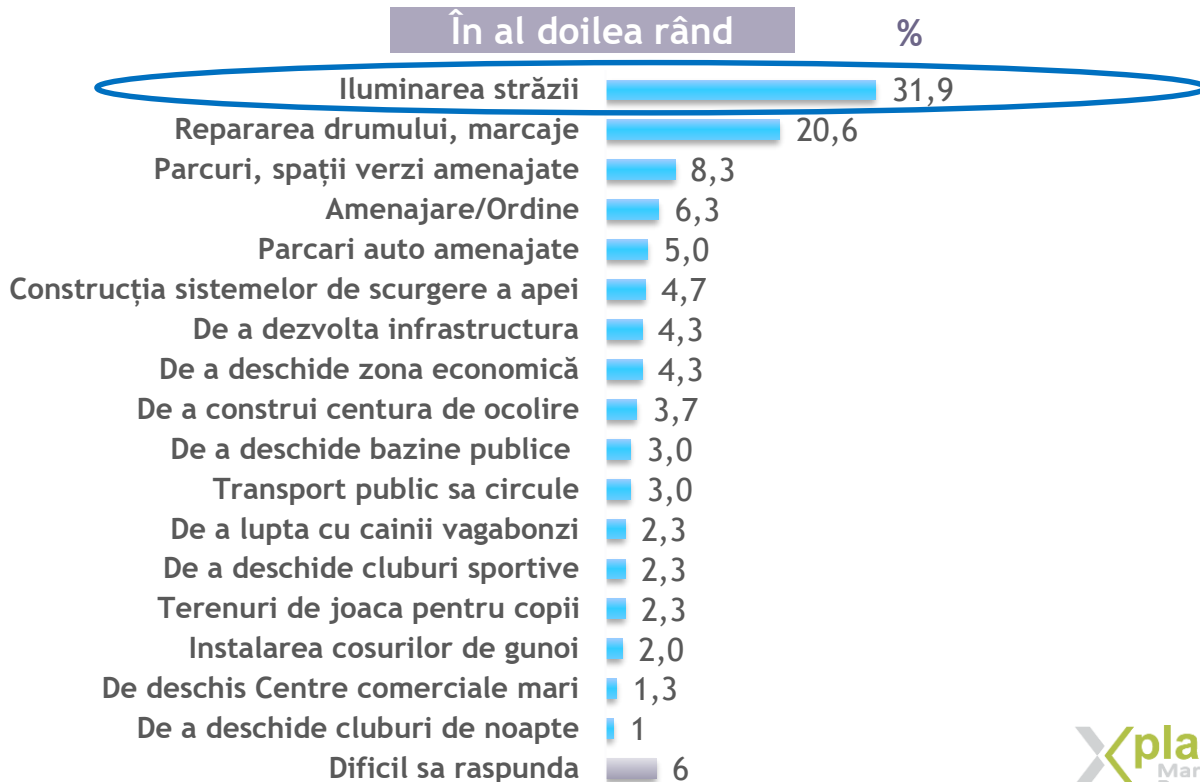 În al doilea rând %
Iluminarea străzii 31,9
Repararea drumului, marcaje 20,6
Parcuri, spații verzi amenajate 8,3
Amenajare/Ordine 6,3
Parcari auto amenajate 5,0
Construcția sistemelor de scurgere a apei 4,7
De a dezvolta infrastructura 4,3
De a deschide zona economică 4,3
De a construi centura de ocolire 3,7
De a deschide bazine publice 3,0
Transport public sa circule 3,0
De a lupta cu cainii vagabonzi 2,3
De a deschide cluburi sportive 2,3
Terenuri de joaca pentru copii 2,3
Instalarea cosurilor de gunoi 2,0
De deschis Centre comerciale mari 1,3
De a deschide cluburi de noapte 1
Dificil sa raspunda 6